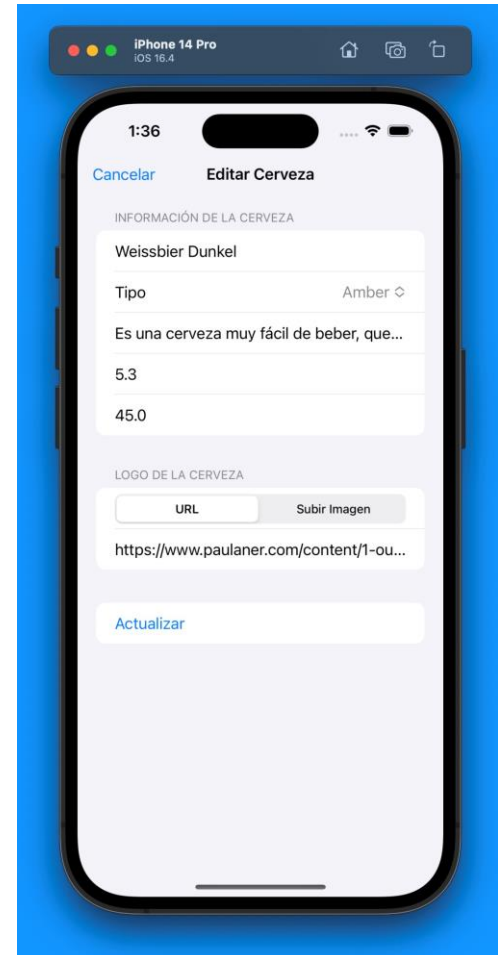 iPhone 14 Pro
iOS 16.4
1:36
Cancelar Editar Cerveza
INFORMACIÓN DE LA CERVEZA
Weissbier Dunkel
Tipo Amber
Es una cerveza muy fácil de beber, que...
5.3
45.0
LOGO DE LA CERVEZA
URL Subir Imagen
https://www.paulaner.com/content/1-ou...
Actualizar